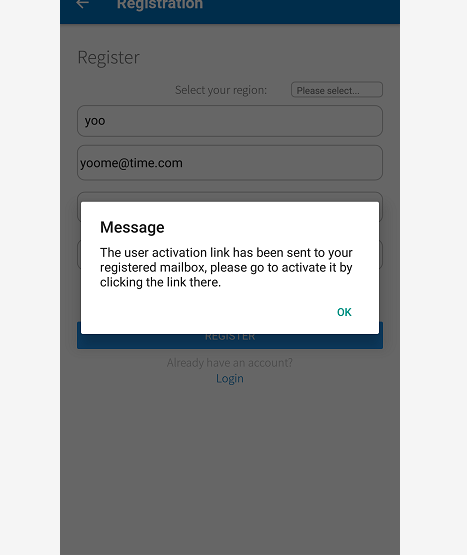 Registration
Register
Select your region: Please select...
yoo
yoome@time.com
Message
The user activation link has been sent to your
registered mailbox, please go to activate it by
clicking the link there.
OK
REGISTER
Already have an account?
Login